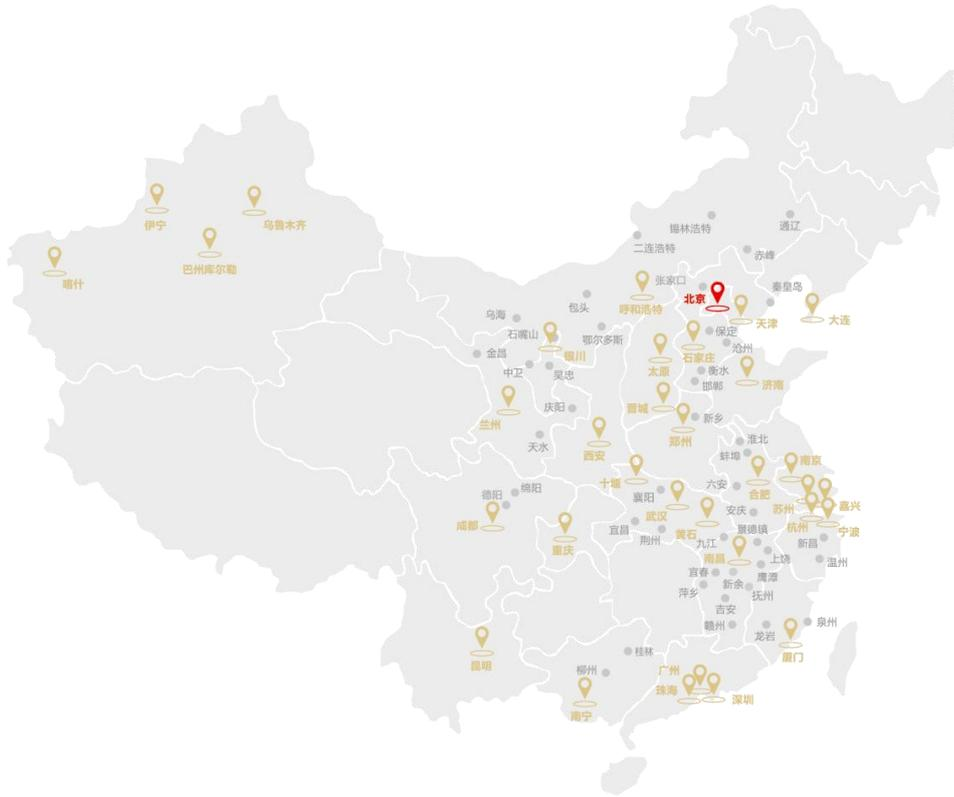 伊宁
乌鲁木齐
巴州库尔勒
喀什
锡林浩特
通辽
二连浩特
赤峰
张家口
秦皇岛
北京
呼和浩特
包头
天津
大连
乌海
石嘴山
鄂尔多斯
保定
沧州
银川
石家庄
金昌
太原
中卫
吴忠
衡水
济南
邯郸
晋城
庆阳
兰州
新乡
郑州
天水
西安
淮北
蚌埠
南京
十堰
合肥
六安
德阳
绵阳
襄阳
苏州
嘉兴
武汉
安庆
成都
宜昌
黄石
景德镇
杭州
宁波
荆州
九江
新昌
重庆
南昌
上饶
温州
宜春
鹰潭
新余
萍乡
抚州
吉安
赣州
泉州
龙岩
昆明
桂林
厦门
柳州
广州
珠海
深圳
南宁